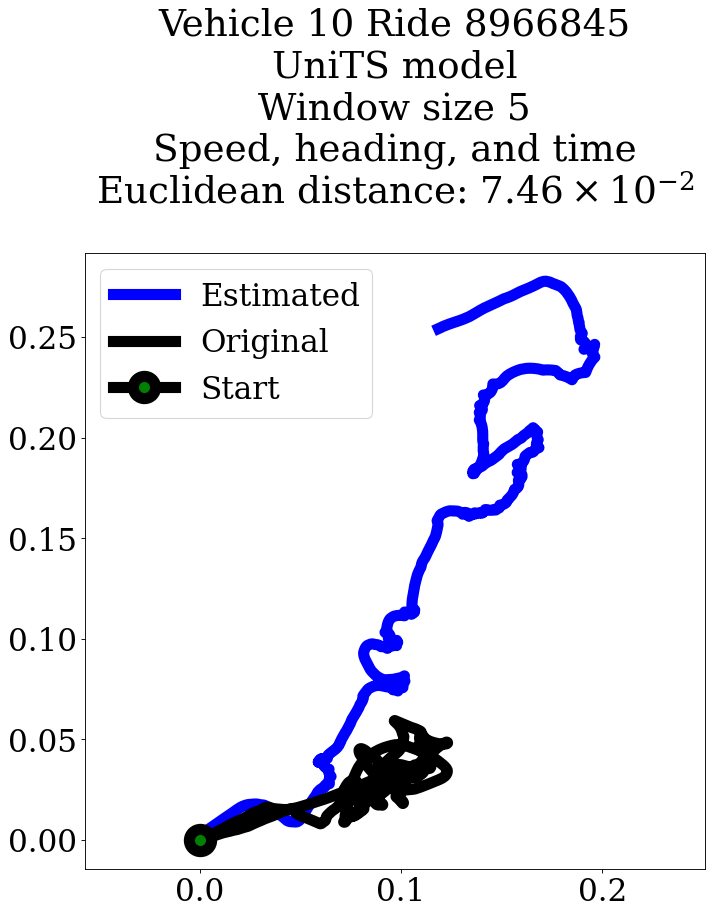 Vehicle 10 Ride 8966845
UniTS model
Window size 5
Speed, heading, and time
Euclidean distance: 7.46 × 10⁻²
Estimated
Original
Start
0.25
0.20
0.15
0.10
0.05
0.00
0.0 0.1 0.2